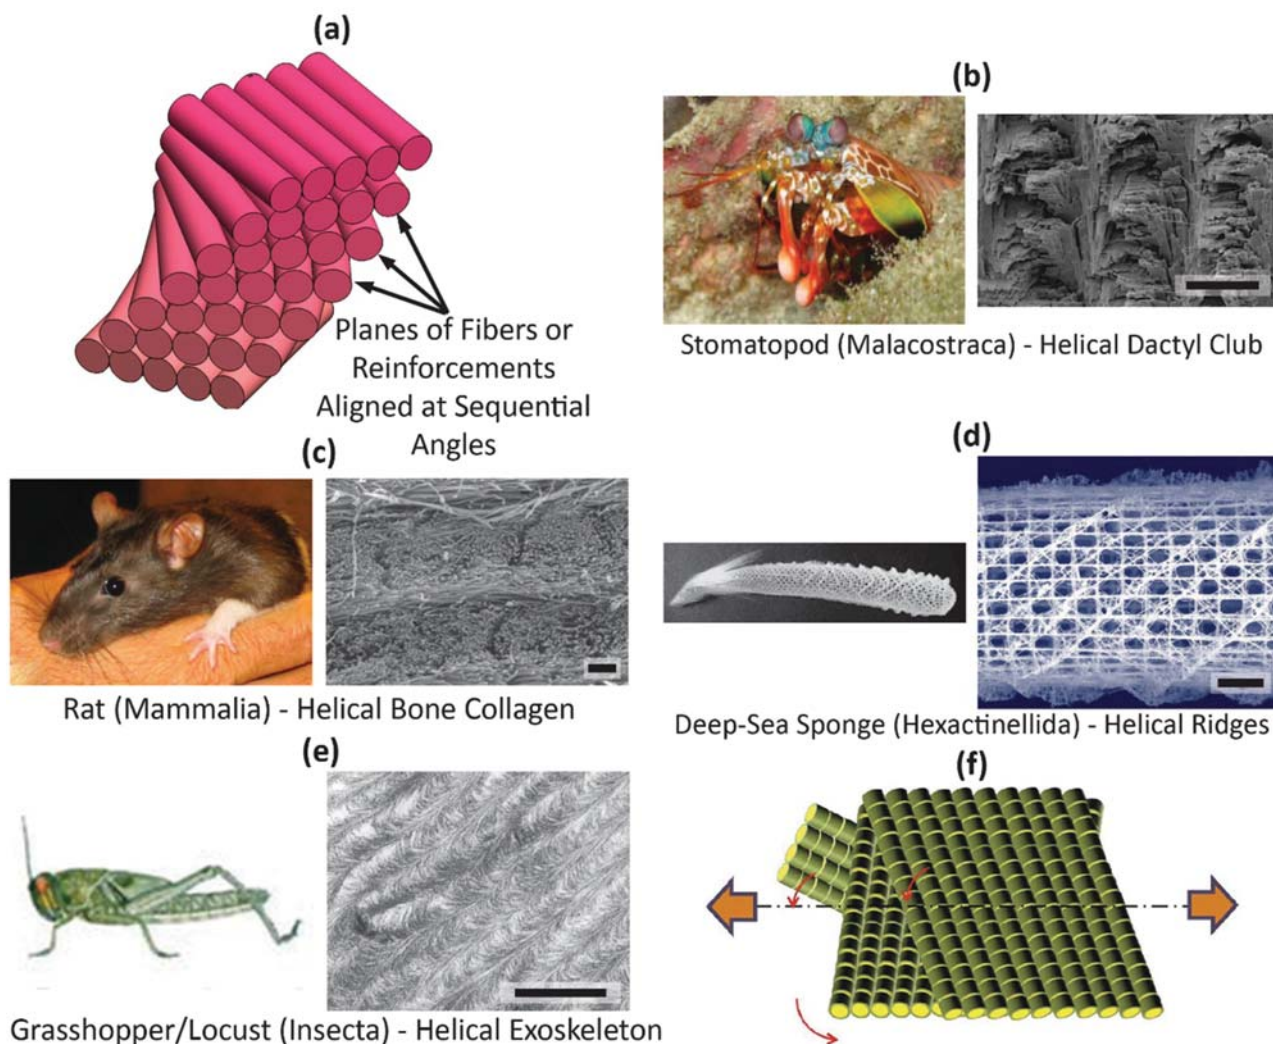 (a)
Planes of Fibers or
Reinforcements
Aligned at Sequential
Angles
(b)
Stomatopod (Malacostraca) - Helical Dactyl Club
(c)
Rat (Mammalia) - Helical Bone Collagen
(d)
Deep-Sea Sponge (Hexactinellida) - Helical Ridges
(e)
Grasshopper/Locust (Insecta) - Helical Exoskeleton
(f)